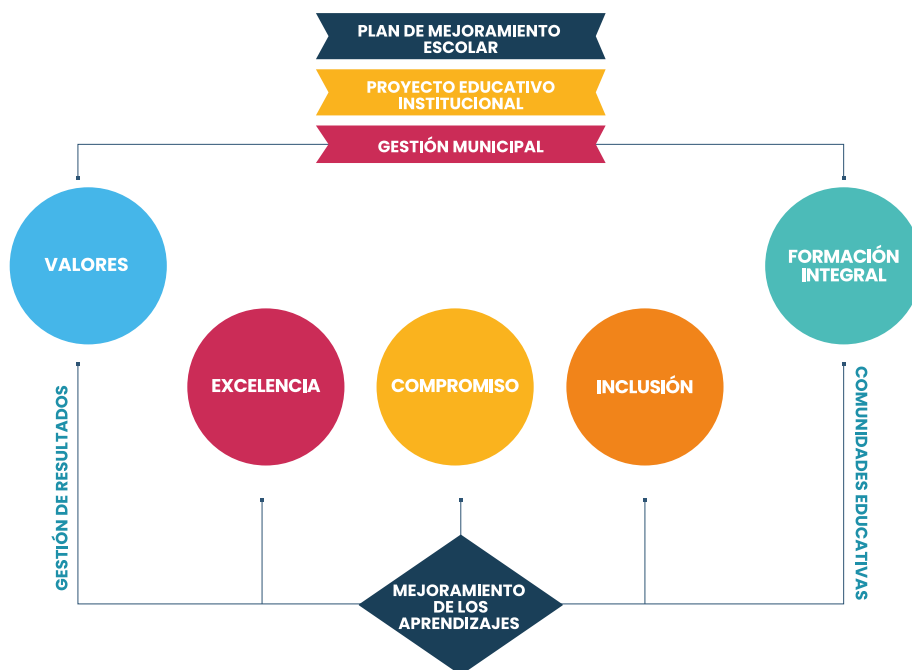 PLAN DE MEJORAMIENTO
ESCOLAR
PROYECTO EDUCATIVO
INSTITUCIONAL
GESTIÓN MUNICIPAL
VALORES
FORMACIÓN
INTEGRAL
EXCELENCIA
COMPROMISO
INCLUSIÓN
GESTIÓN DE RESULTADOS
COMUNIDADES EDUCATIVAS
MEJORAMIENTO
DE LOS
APRENDIZAJES